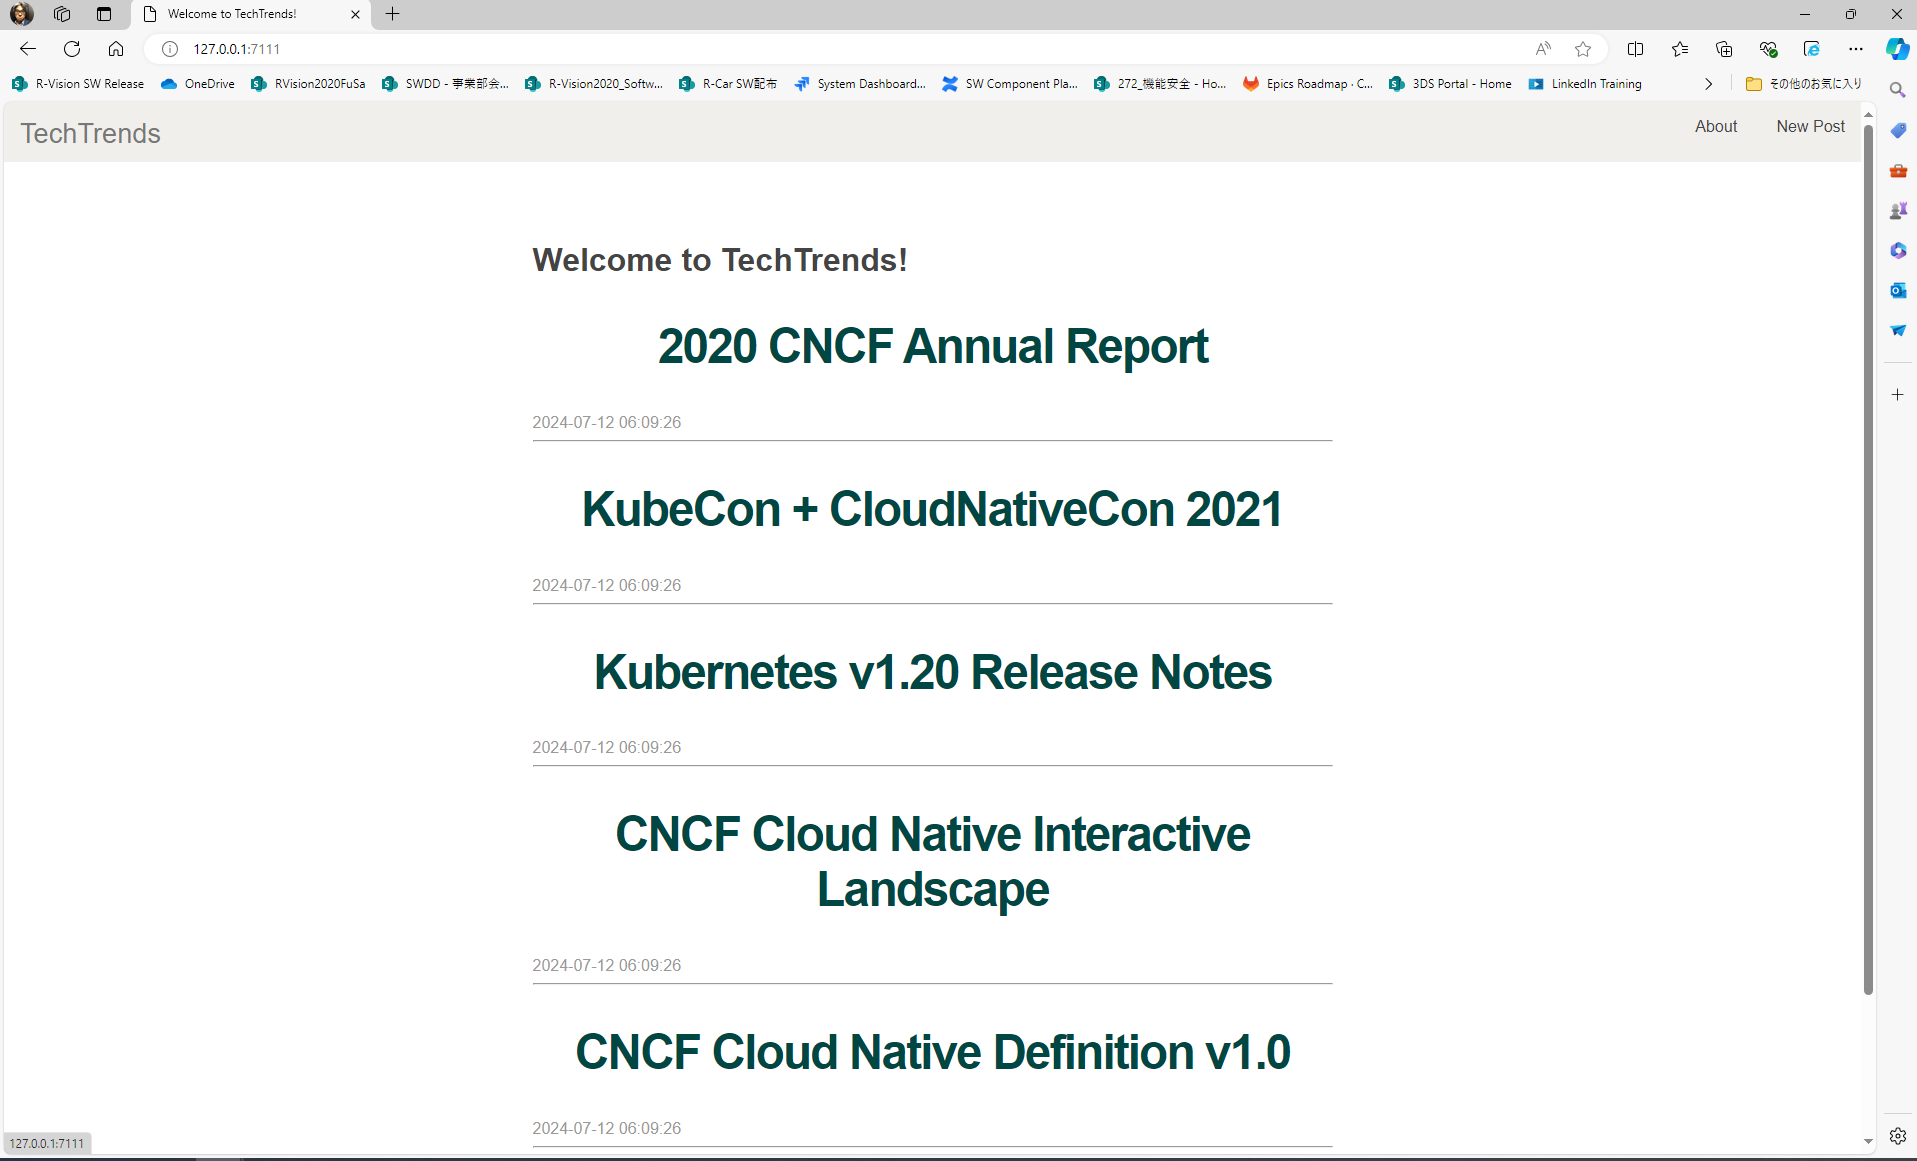 Welcome to TechTrends!
127.0.0.1:7111
R-Vision SW Release
OneDrive
RVision2020FuSa
SWDD - 事業部会...
R-Vision2020_Softw...
R-Car SW配布
System Dashboard...
SW Component Pla...
272_機能安全 - Ho...
Epics Roadmap · C...
3DS Portal - Home
LinkedIn Training
その他のお気に入り
TechTrends
About
New Post
Welcome to TechTrends!
2020 CNCF Annual Report
2024-07-12 06:09:26
KubeCon + CloudNativeCon 2021
2024-07-12 06:09:26
Kubernetes v1.20 Release Notes
2024-07-12 06:09:26
CNCF Cloud Native Interactive
Landscape
2024-07-12 06:09:26
CNCF Cloud Native Definition v1.0
2024-07-12 06:09:26
127.0.0.1:7111